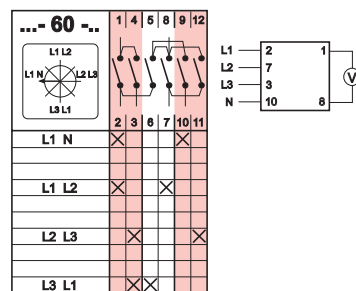 ...- 60 -..
1 4 5 8 9 12
L1 L2
L1 N L2 L3
L3 L1
2 3 6 7 10 11
L1 N
L1 L2
L2 L3
L3 L1
L1 2 1
L2 7
L3 3
N 10 8
V